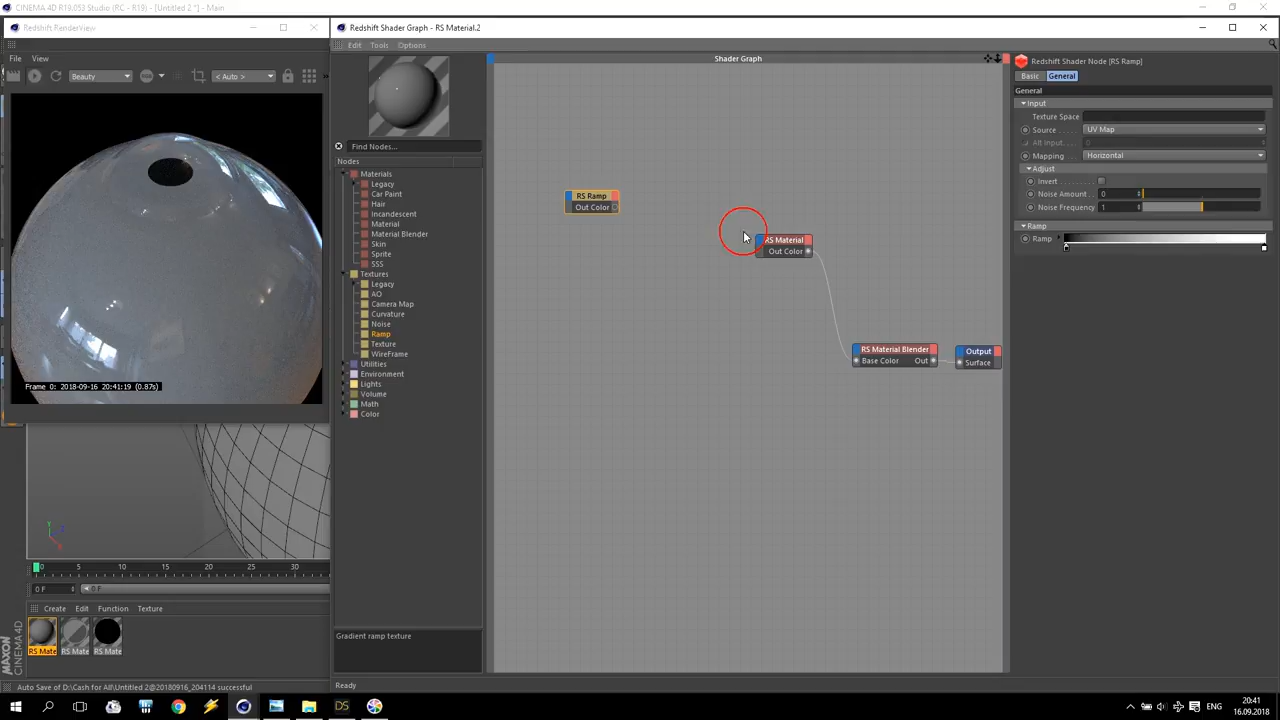 CINEMA 4D R19.053 Studio (RC - R19) - [Untitled 2 *] - Main
Redshift RenderView
File View
Beauty
< Auto >
Frame 0: 2018-09-16 20:41:19 (0.87s)
0 5 10 15 20 25 30
0 F
0 F
Create Edit Function Texture
RS Mate
RS Mate
RS Mate
MAXON
CINEMA 4D
Auto Save of D:\Cash for All\Untitled 2@20180916_204114 successful
Redshift Shader Graph - RS Material.2
Edit Tools Options
Find Nodes...
Nodes
Materials
Legacy
Car Paint
Hair
Incandescent
Material
Material Blender
Skin
Sprite
SSS
Textures
Legacy
AO
Camera Map
Curvature
Noise
Ramp
Texture
WireFrame
Utilities
Environment
Lights
Volume
Math
Color
Gradient ramp texture
Ready
Shader Graph
RS Ramp
Out Color
RS Material
Out Color
RS Material Blender
Base Color Out
Output
Surface
Redshift Shader Node [RS Ramp]
Basic General
General
Input
Texture Space
Source . . . . . UV Map
Alt Input. . . . 0
Mapping . . . . Horizontal
Adjust
Invert . . . . . . . . .
Noise Amount . . 0
Noise Frequency 1
Ramp
Ramp
DS
ENG
20:41
16.09.2018